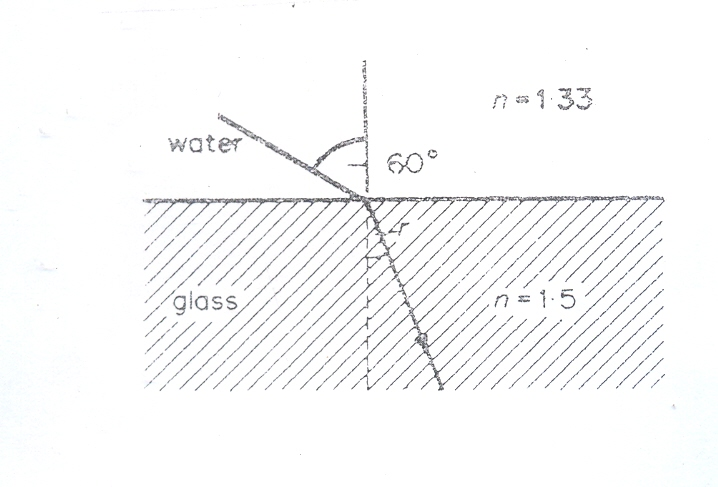 n = 1·33
water
60°
r
glass
n = 1·5